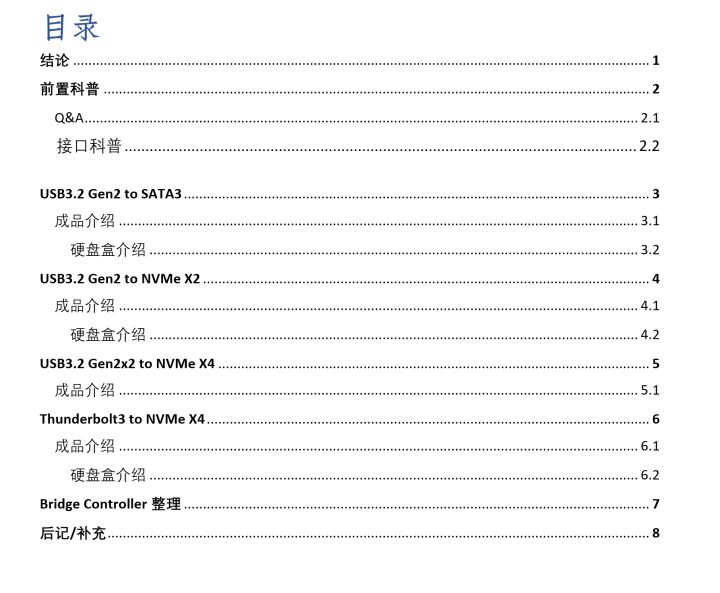 目录
结论 1
前置科普 2
Q&A 2.1
接口科普 2.2
USB3.2 Gen2 to SATA3 3
成品介绍 3.1
硬盘盒介绍 3.2
USB3.2 Gen2 to NVMe X2 4
成品介绍 4.1
硬盘盒介绍 4.2
USB3.2 Gen2x2 to NVMe X4 5
成品介绍 5.1
Thunderbolt3 to NVMe X4 6
成品介绍 6.1
硬盘盒介绍 6.2
Bridge Controller 整理 7
后记/补充 8